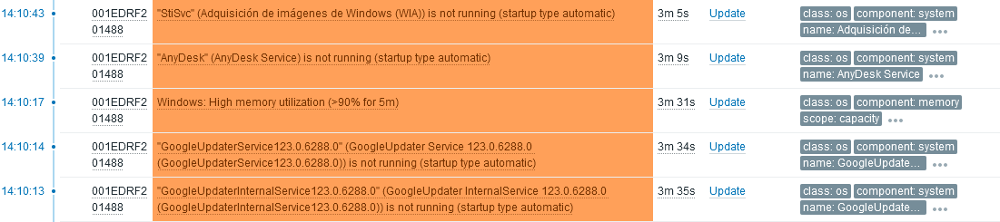 14:10:43 001EDRF2 "StiSvc" (Adquisición de imágenes de Windows (WIA)) is not running (startup type automatic) 3m 5s Update class: os component: system
01488 name: Adquisición de... •••
14:10:39 001EDRF2 "AnyDesk" (AnyDesk Service) is not running (startup type automatic) 3m 9s Update class: os component: system
01488 name: AnyDesk Service •••
14:10:17 001EDRF2 Windows: High memory utilization (>90% for 5m) 3m 31s Update class: os component: memory
01488 scope: capacity •••
14:10:14 001EDRF2 "GoogleUpdaterService123.0.6288.0" (GoogleUpdater Service 123.0.6288.0 3m 34s Update class: os component: system
01488 (GoogleUpdaterService123.0.6288.0)) is not running (startup type automatic) name: GoogleUpdate... •••
14:10:13 001EDRF2 "GoogleUpdaterInternalService123.0.6288.0" (GoogleUpdater InternalService 123.0.6288.0 3m 35s Update class: os component: system
01488 (GoogleUpdaterInternalService123.0.6288.0)) is not running (startup type automatic) name: GoogleUpdate... •••